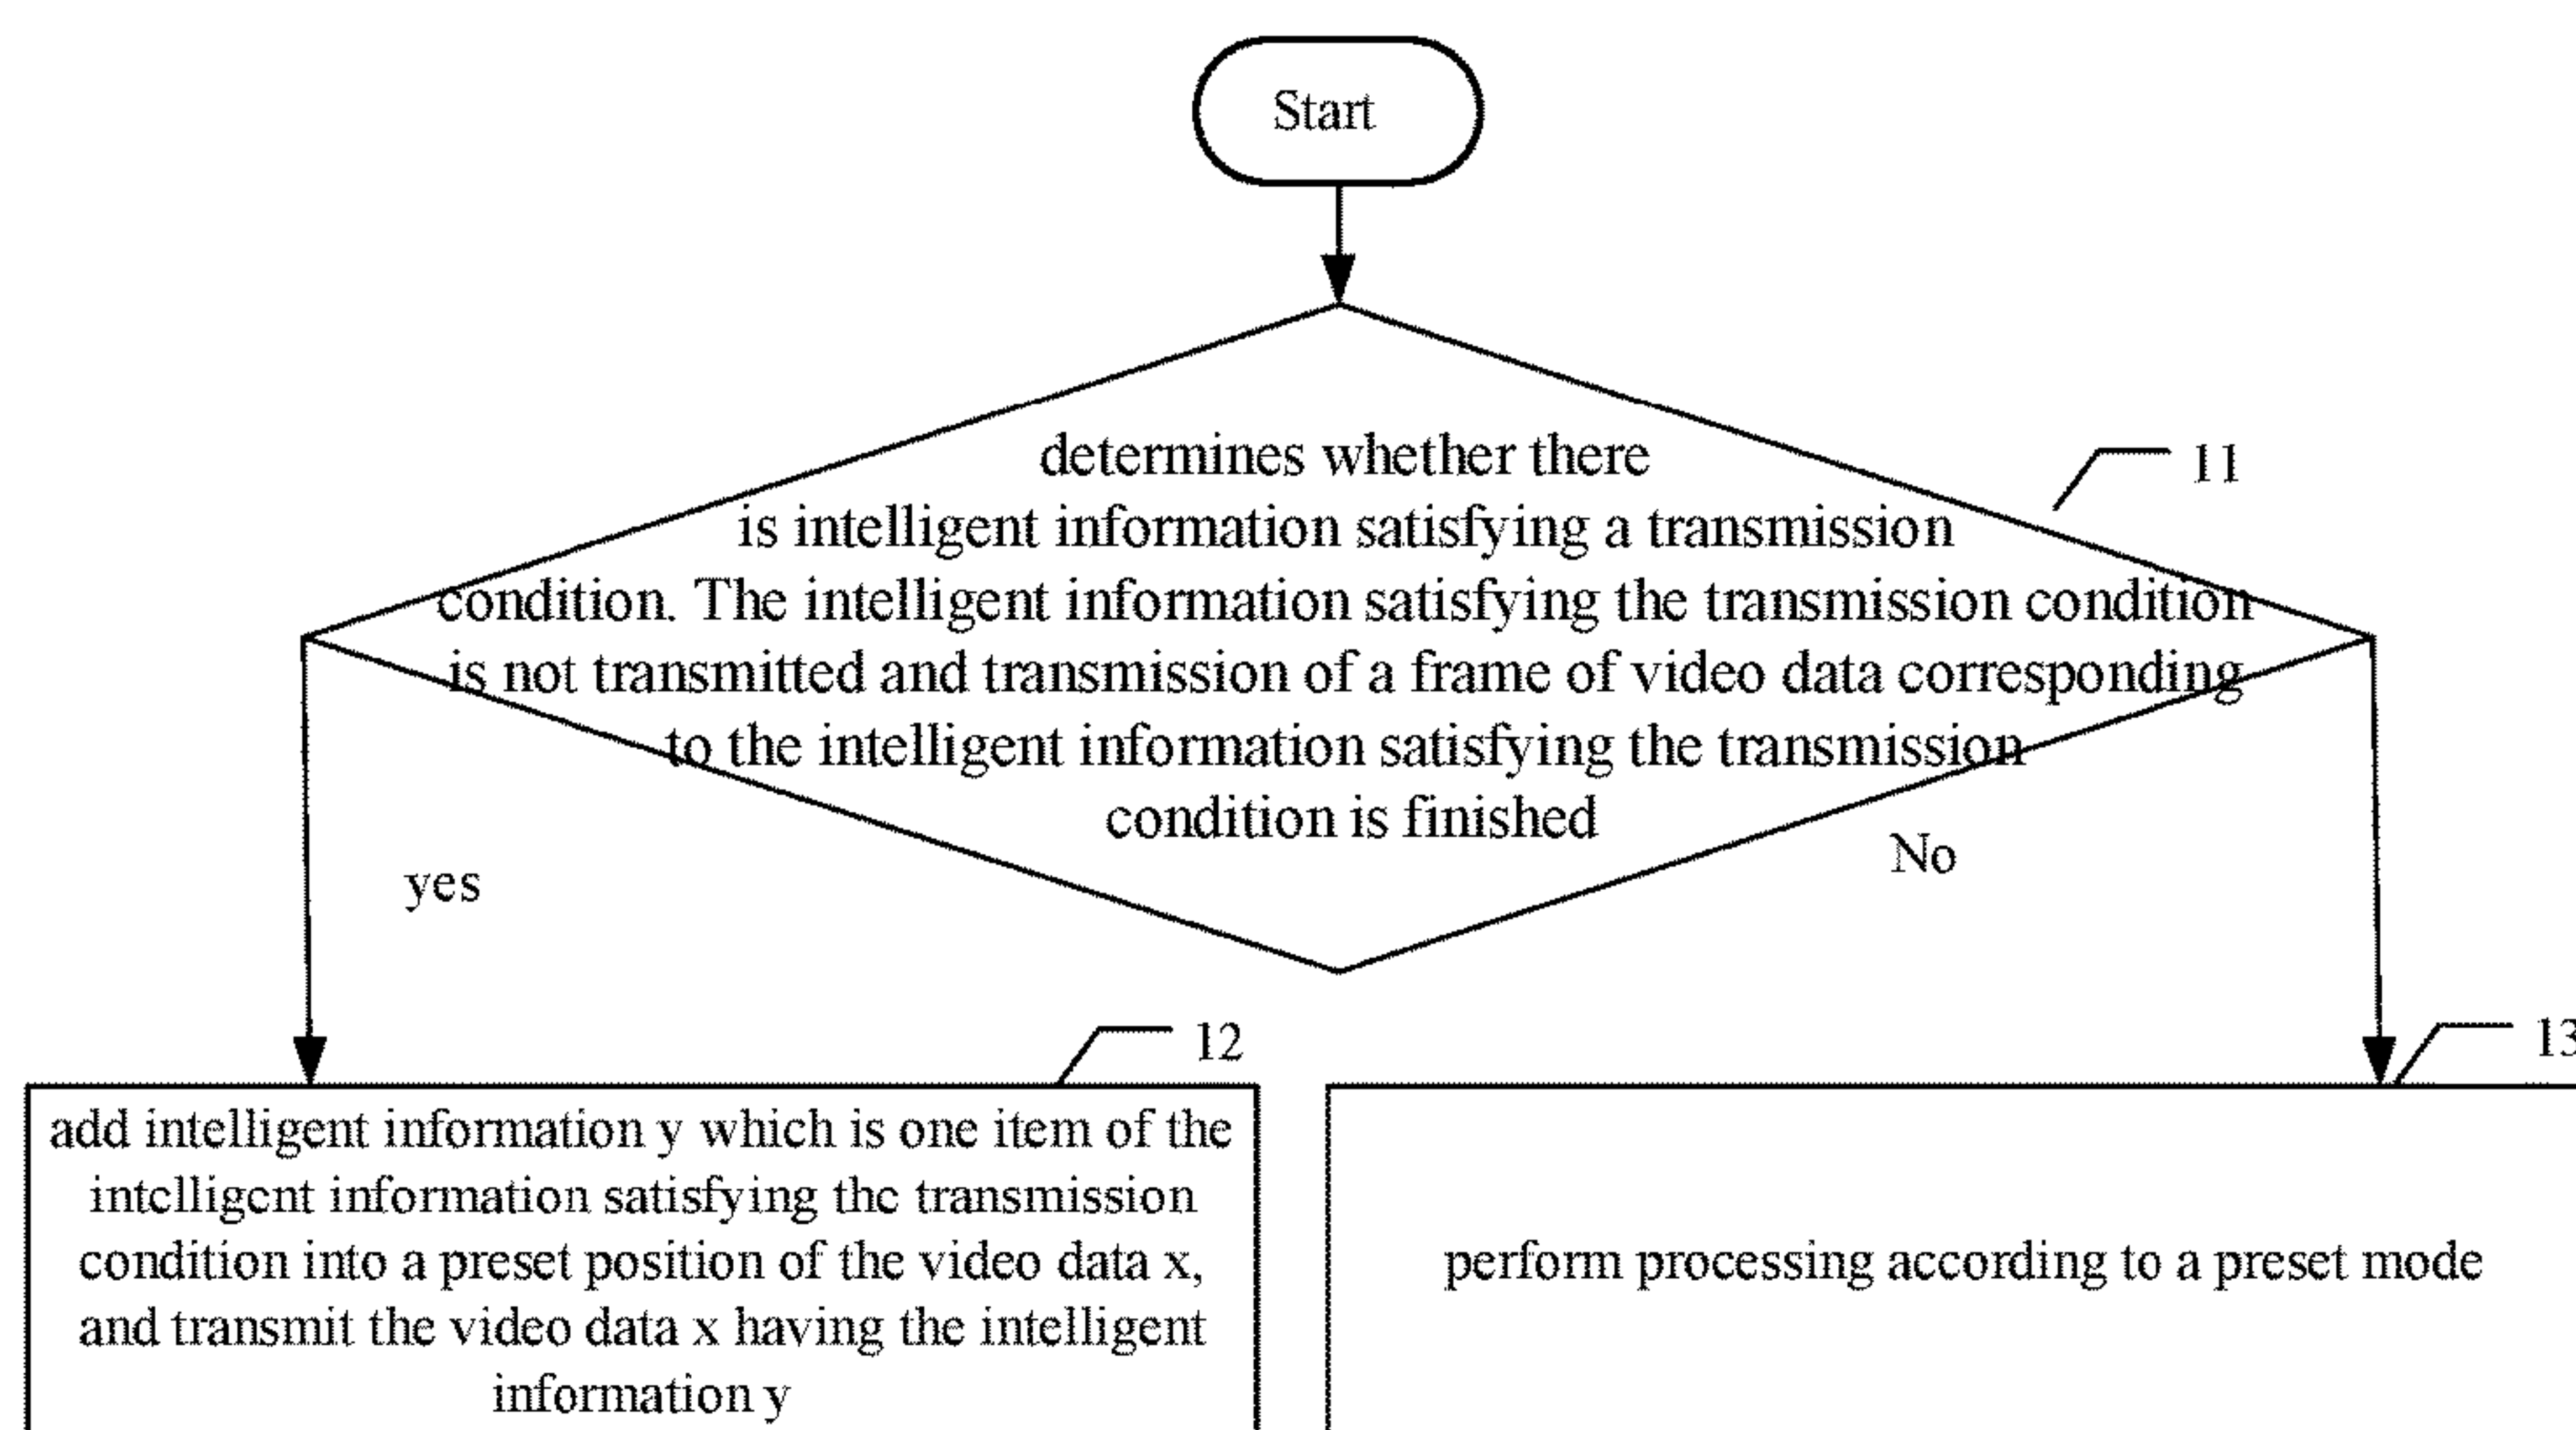 Start
determines whether there
is intelligent information satisfying a transmission
condition. The intelligent information satisfying the transmission condition
is not transmitted and transmission of a frame of video data corresponding
to the intelligent information satisfying the transmission
condition is finished
11
yes
No
12
add intelligent information y which is one item of the
intelligent information satisfying the transmission
condition into a preset position of the video data x,
and transmit the video data x having the intelligent
information y
13
perform processing according to a preset mode